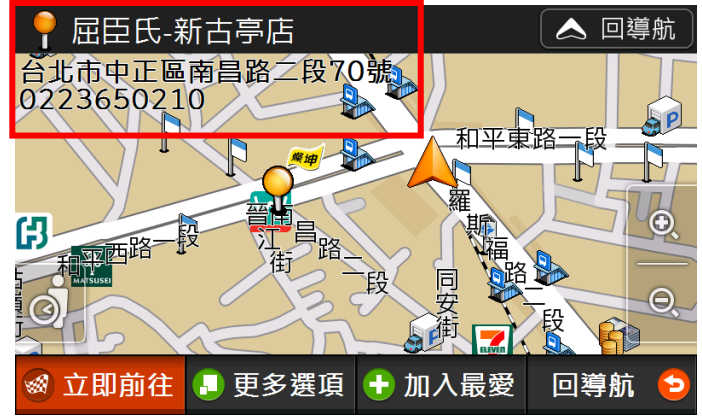 屈臣氏-新古亭店
回導航
台北市中正區南昌路二段70號
0223650210
和平東路一段
燦坤
羅斯福路二段
晉江街
南昌路二段
和平西路一段
MATSUSEI
同安街
P
P
7
ELEVEN
立即前往
更多選項
加入最愛
回導航